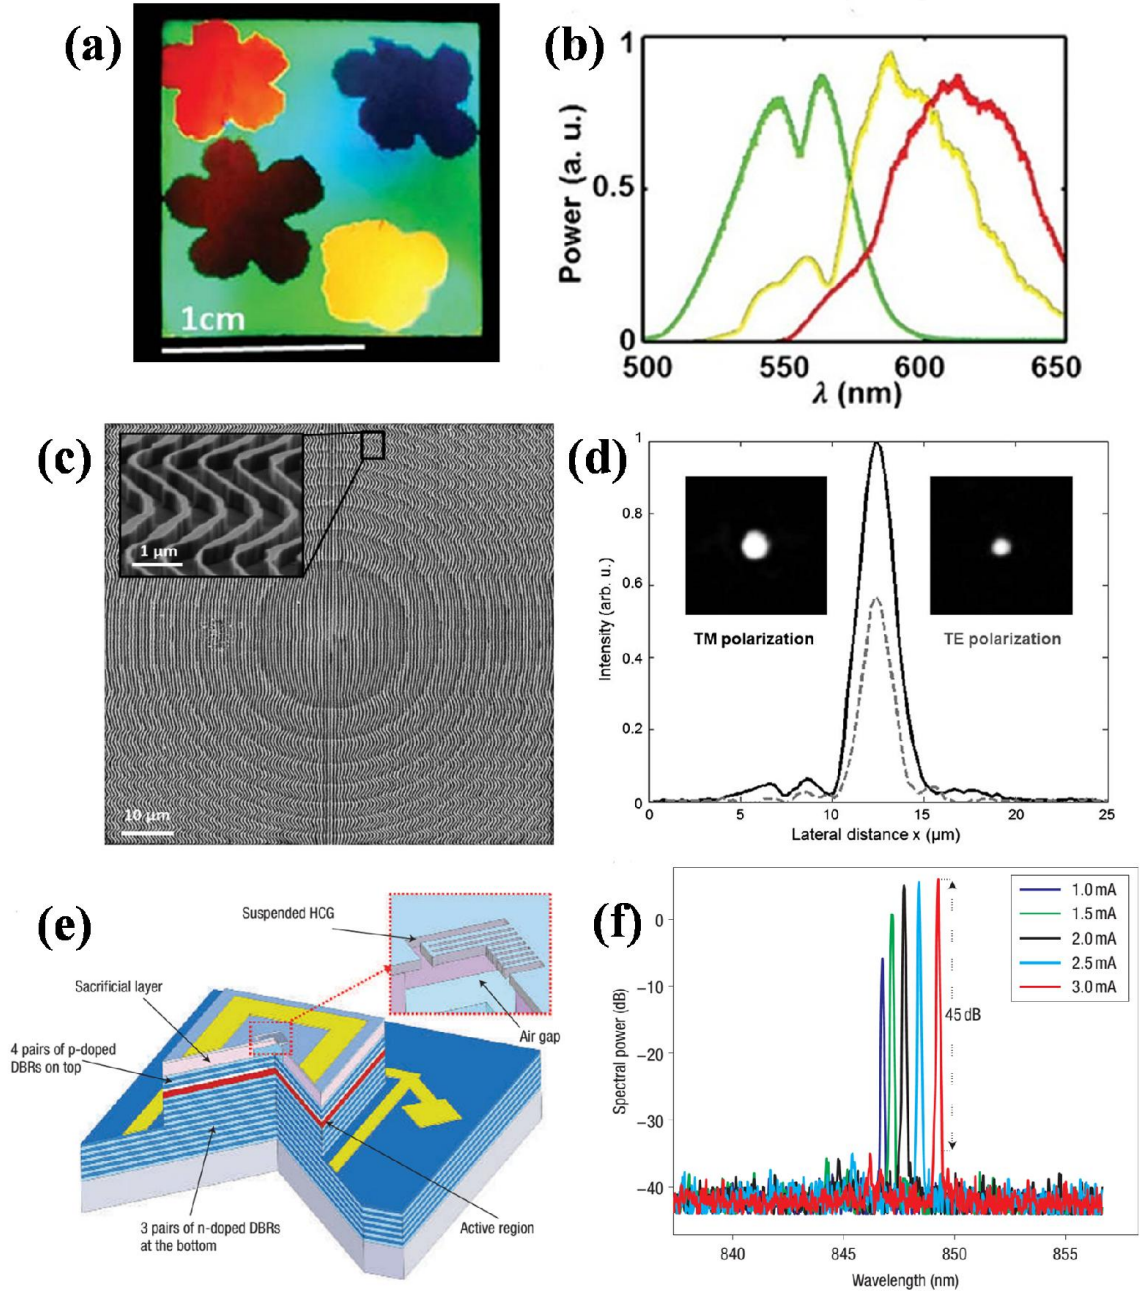 (a)
1cm
(b)
Power (a. u.)
1
0.5
0
500
550
600
650
λ (nm)
(c)
1 µm
10 µm
(d)
Intensity (arb. u.)
1
0.8
0.6
0.4
0.2
0
TM polarization
TE polarization
0
5
10
15
20
25
Lateral distance x (µm)
(e)
Suspended HCG
Sacrificial layer
Air gap
4 pairs of p-doped
DBRs on top
3 pairs of n-doped DBRs
at the bottom
Active region
(f)
Spectral power (dB)
0
−10
−20
−30
−40
1.0 mA
1.5 mA
2.0 mA
2.5 mA
3.0 mA
45 dB
840
845
850
855
Wavelength (nm)